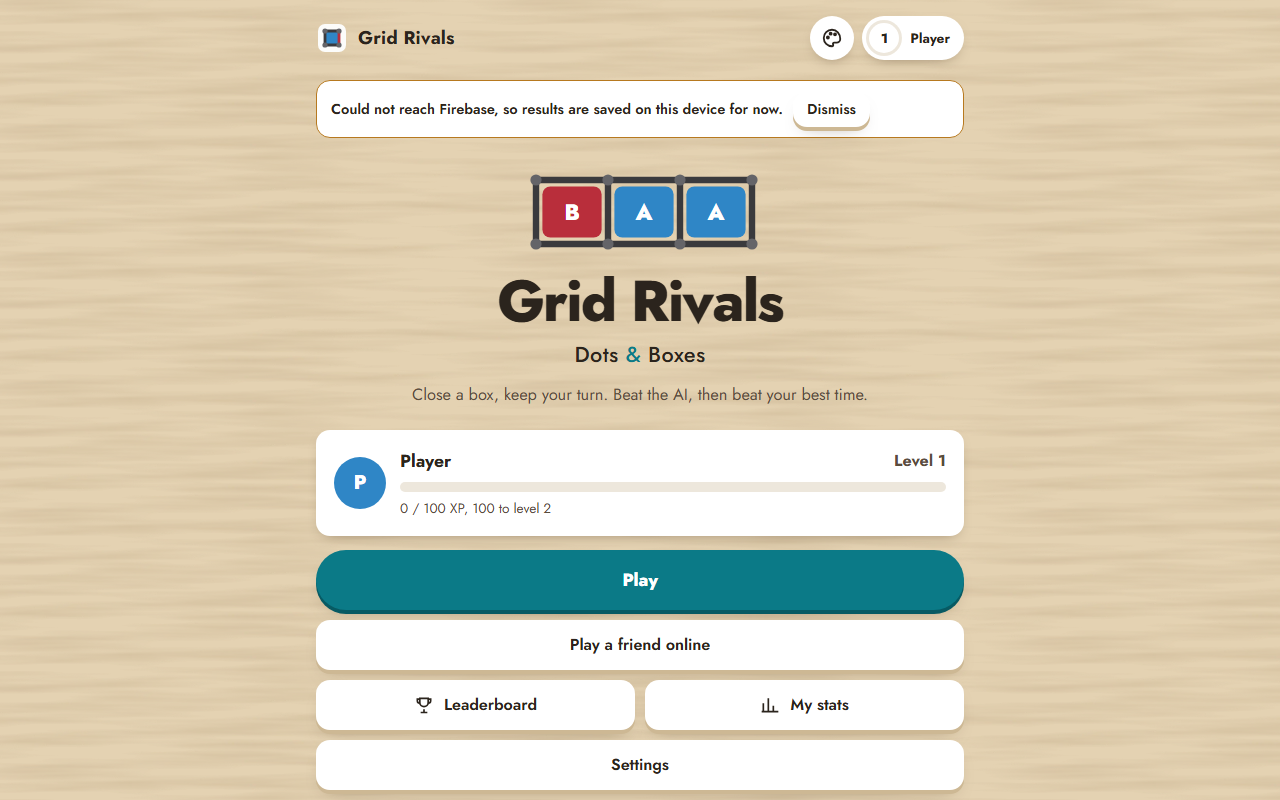 Grid Rivals
1 Player
Could not reach Firebase, so results are saved on this device for now. Dismiss
B A A
Grid Rivals
Dots & Boxes
Close a box, keep your turn. Beat the AI, then beat your best time.
P
Player Level 1
0 / 100 XP, 100 to level 2
Play
Play a friend online
Leaderboard My stats
Settings